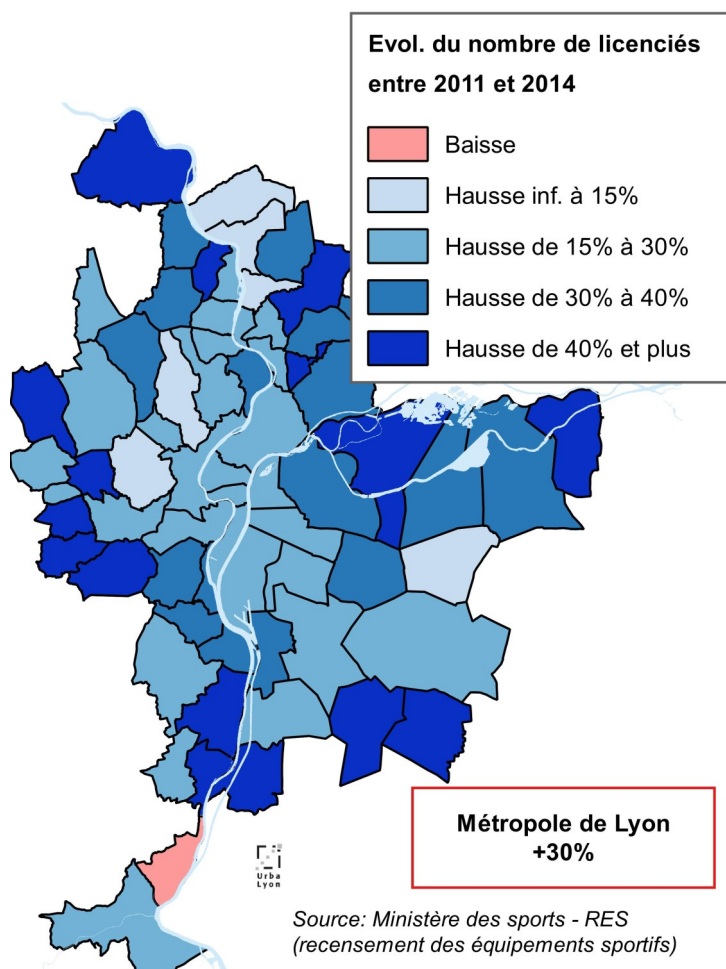 Evol. du nombre de licenciés
entre 2011 et 2014
Baisse
Hausse inf. à 15%
Hausse de 15% à 30%
Hausse de 30% à 40%
Hausse de 40% et plus
Métropole de Lyon
+30%
Urba
Lyon
Source: Ministère des sports - RES
(recensement des équipements sportifs)